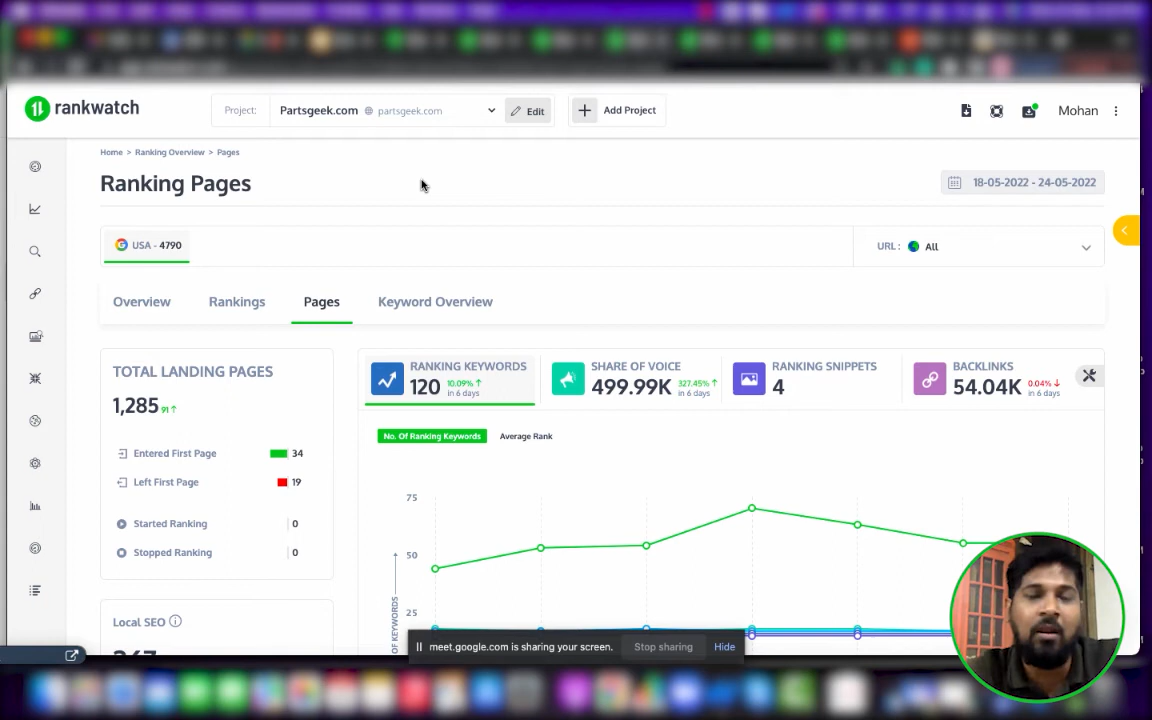 rankwatch
Project: Partsgeek.com partsgeek.com Edit
Add Project
Mohan
Home > Ranking Overview > Pages
Ranking Pages
18-05-2022 - 24-05-2022
USA - 4790
URL : All
Overview Rankings Pages Keyword Overview
TOTAL LANDING PAGES
1,285 91
Entered First Page 34
Left First Page 19
Started Ranking 0
Stopped Ranking 0
Local SEO
RANKING KEYWORDS
120 10.09%
in 6 days
SHARE OF VOICE
499.99K 327.45%
in 6 days
RANKING SNIPPETS
4
BACKLINKS
54.04K 0.04%
in 6 days
No. Of Ranking Keywords Average Rank
75
50
25
OF KEYWORDS
meet.google.com is sharing your screen. Stop sharing Hide